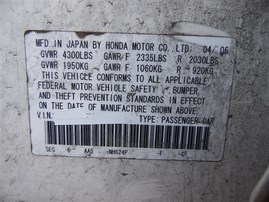 MFD. IN JAPAN BY HONDA MOTOR CO., LTD. 04/06
GVWR 4300LBS GAWR F 2335LBS R 2030LBS
GVWR 1950KG GAWR F 1060KG R 920KG
THIS VEHICLE CONFORMS TO ALL APPLICABLE
FEDERAL MOTOR VEHICLE SAFETY, BUMPER,
AND THEFT PREVENTION STANDARDS IN EFFECT
ON THE DATE OF MANUFACTURE SHOWN ABOVE.
V.I.N.:
TYPE: PASSENGER CAR
NH624P